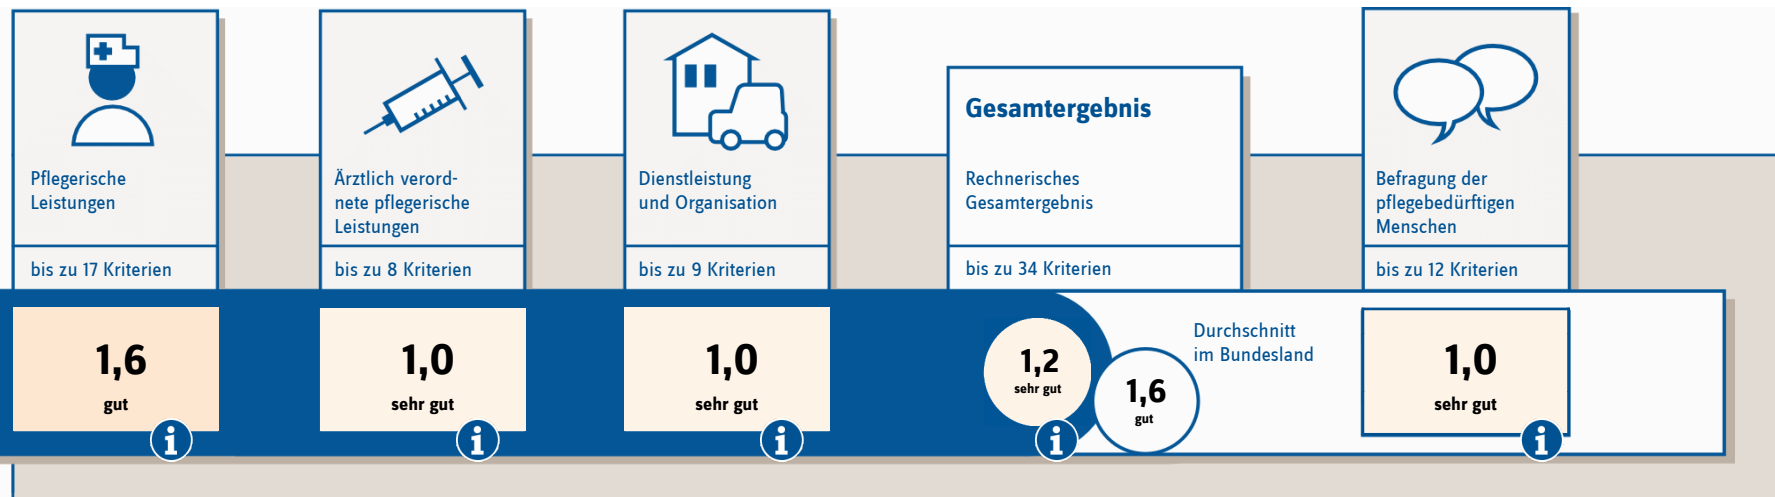 Pflegerische
Leistungen
bis zu 17 Kriterien
1,6
gut
i
Ärztlich verord-
nete pflegerische
Leistungen
bis zu 8 Kriterien
1,0
sehr gut
i
Dienstleistung
und Organisation
bis zu 9 Kriterien
1,0
sehr gut
i
Gesamtergebnis
Rechnerisches
Gesamtergebnis
bis zu 34 Kriterien
1,2
sehr gut
i
Durchschnitt
im Bundesland
1,6
gut
Befragung der
pflegebedürftigen
Menschen
bis zu 12 Kriterien
1,0
sehr gut
i